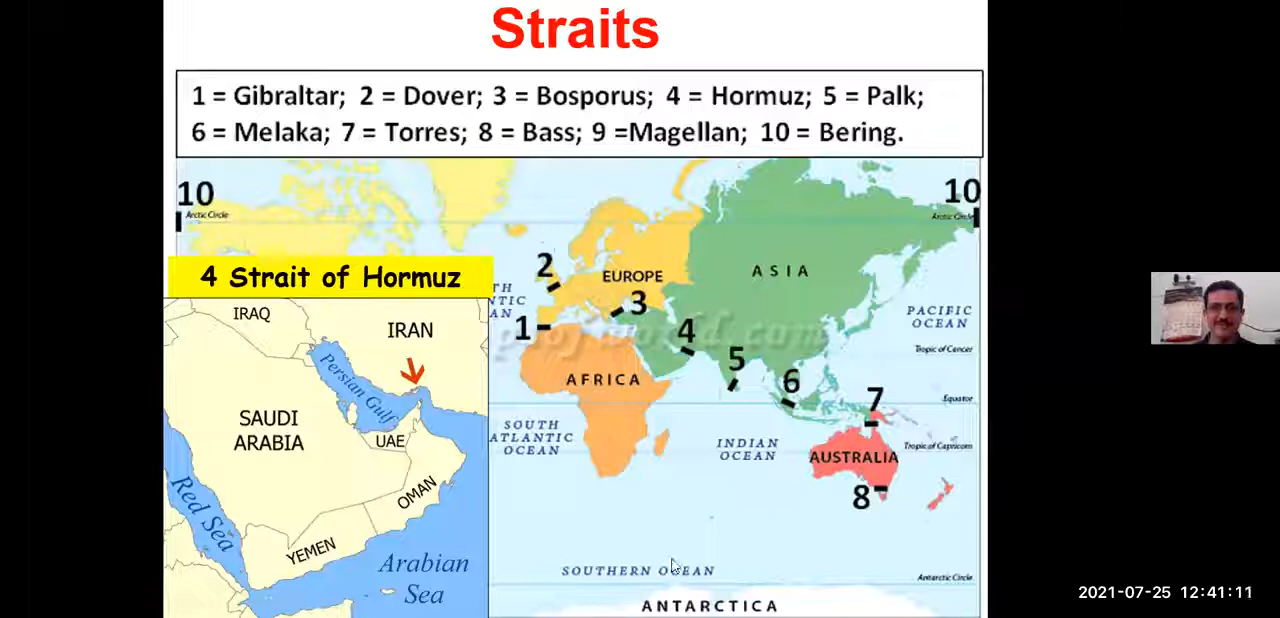 Straits
1 = Gibraltar; 2 = Dover; 3 = Bosporus; 4 = Hormuz; 5 = Palk;
6 = Melaka; 7 = Torres; 8 = Bass; 9 =Magellan; 10 = Bering.
10
Arctic Circle
10
Arctic Circle
4 Strait of Hormuz
IRAQ
IRAN
Persian Gulf
SAUDI
ARABIA
UAE
OMAN
YEMEN
Red Sea
Arabian
Sea
2
EUROPE
ASIA
3
1
4
5
6
7
8
AFRICA
PACIFIC
OCEAN
Tropic of Cancer
Equator
SOUTH
ATLANTIC
OCEAN
INDIAN
OCEAN
Tropic of Capricorn
AUSTRALIA
SOUTHERN OCEAN
Antarctic Circle
ANTARCTICA
2021-07-25 12:41:11